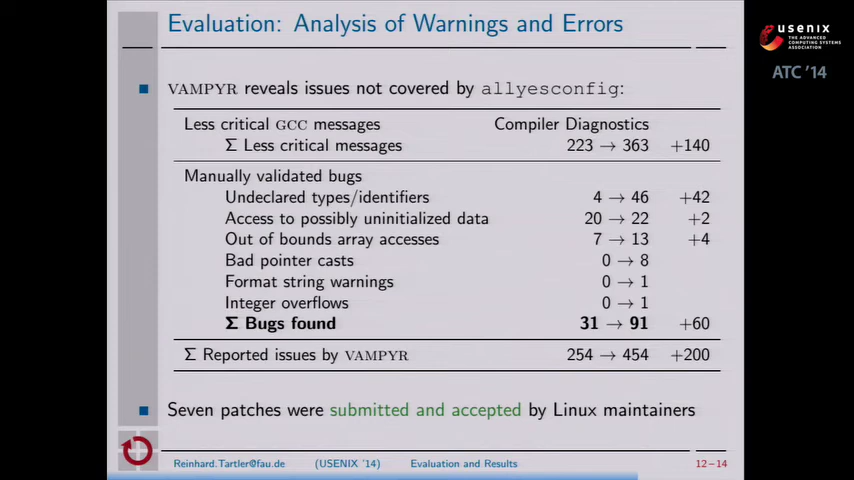 Evaluation: Analysis of Warnings and Errors
usenix
THE ADVANCED
COMPUTING SYSTEMS
ASSOCIATION
ATC '14
VAMPYR reveals issues not covered by allyesconfig:
Less critical GCC messages Compiler Diagnostics
Σ Less critical messages 223 → 363 +140
Manually validated bugs
Undeclared types/identifiers 4 → 46 +42
Access to possibly uninitialized data 20 → 22 +2
Out of bounds array accesses 7 → 13 +4
Bad pointer casts 0 → 8
Format string warnings 0 → 1
Integer overflows 0 → 1
Σ Bugs found 31 → 91 +60
Σ Reported issues by VAMPYR 254 → 454 +200
Seven patches were submitted and accepted by Linux maintainers
Reinhard.Tartler@fau.de (USENIX '14) Evaluation and Results 12–14